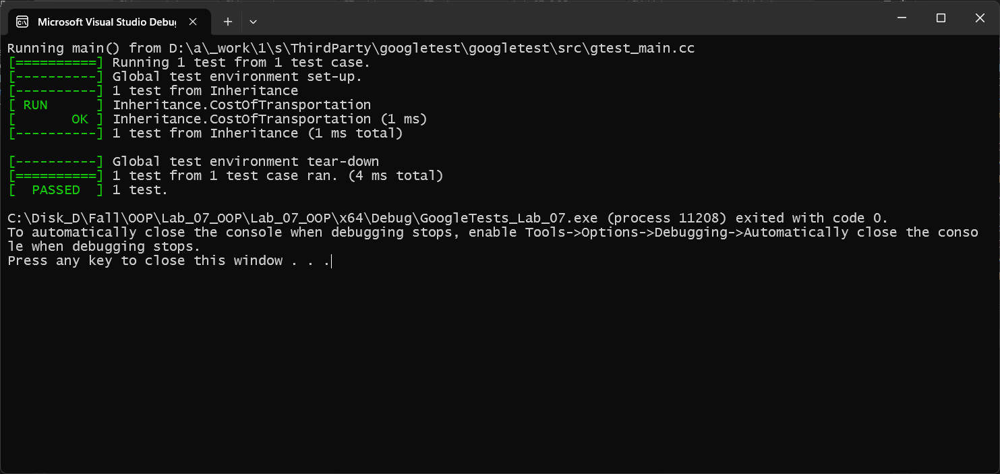 Microsoft Visual Studio Debug
Running main() from D:\a\_work\1\s\ThirdParty\googletest\googletest\src\gtest_main.cc
[==========] Running 1 test from 1 test case.
[----------] Global test environment set-up.
[----------] 1 test from Inheritance
[ RUN      ] Inheritance.CostOfTransportation
[       OK ] Inheritance.CostOfTransportation (1 ms)
[----------] 1 test from Inheritance (1 ms total)
[----------] Global test environment tear-down
[==========] 1 test from 1 test case ran. (4 ms total)
[  PASSED  ] 1 test.
C:\Disk_D\Fall\OOP\Lab_07_OOP\Lab_07_OOP\x64\Debug\GoogleTests_Lab_07.exe (process 11208) exited with code 0.
To automatically close the console when debugging stops, enable Tools->Options->Debugging->Automatically close the conso
le when debugging stops.
Press any key to close this window . . .